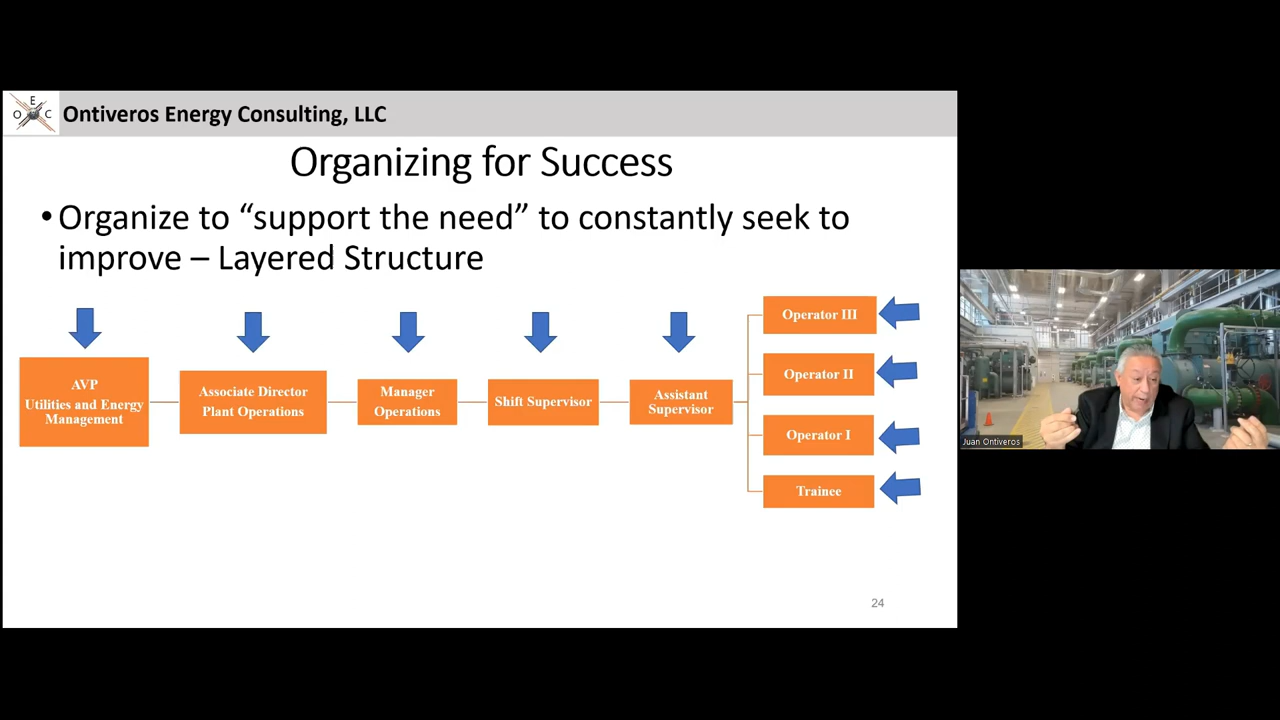 E
O C
Ontiveros Energy Consulting, LLC
Organizing for Success
• Organize to “support the need” to constantly seek to
improve – Layered Structure
AVP
Utilities and Energy
Management
Associate Director
Plant Operations
Manager
Operations
Shift Supervisor
Assistant
Supervisor
Operator III
Operator II
Operator I
Trainee
24
Juan Ontiveros